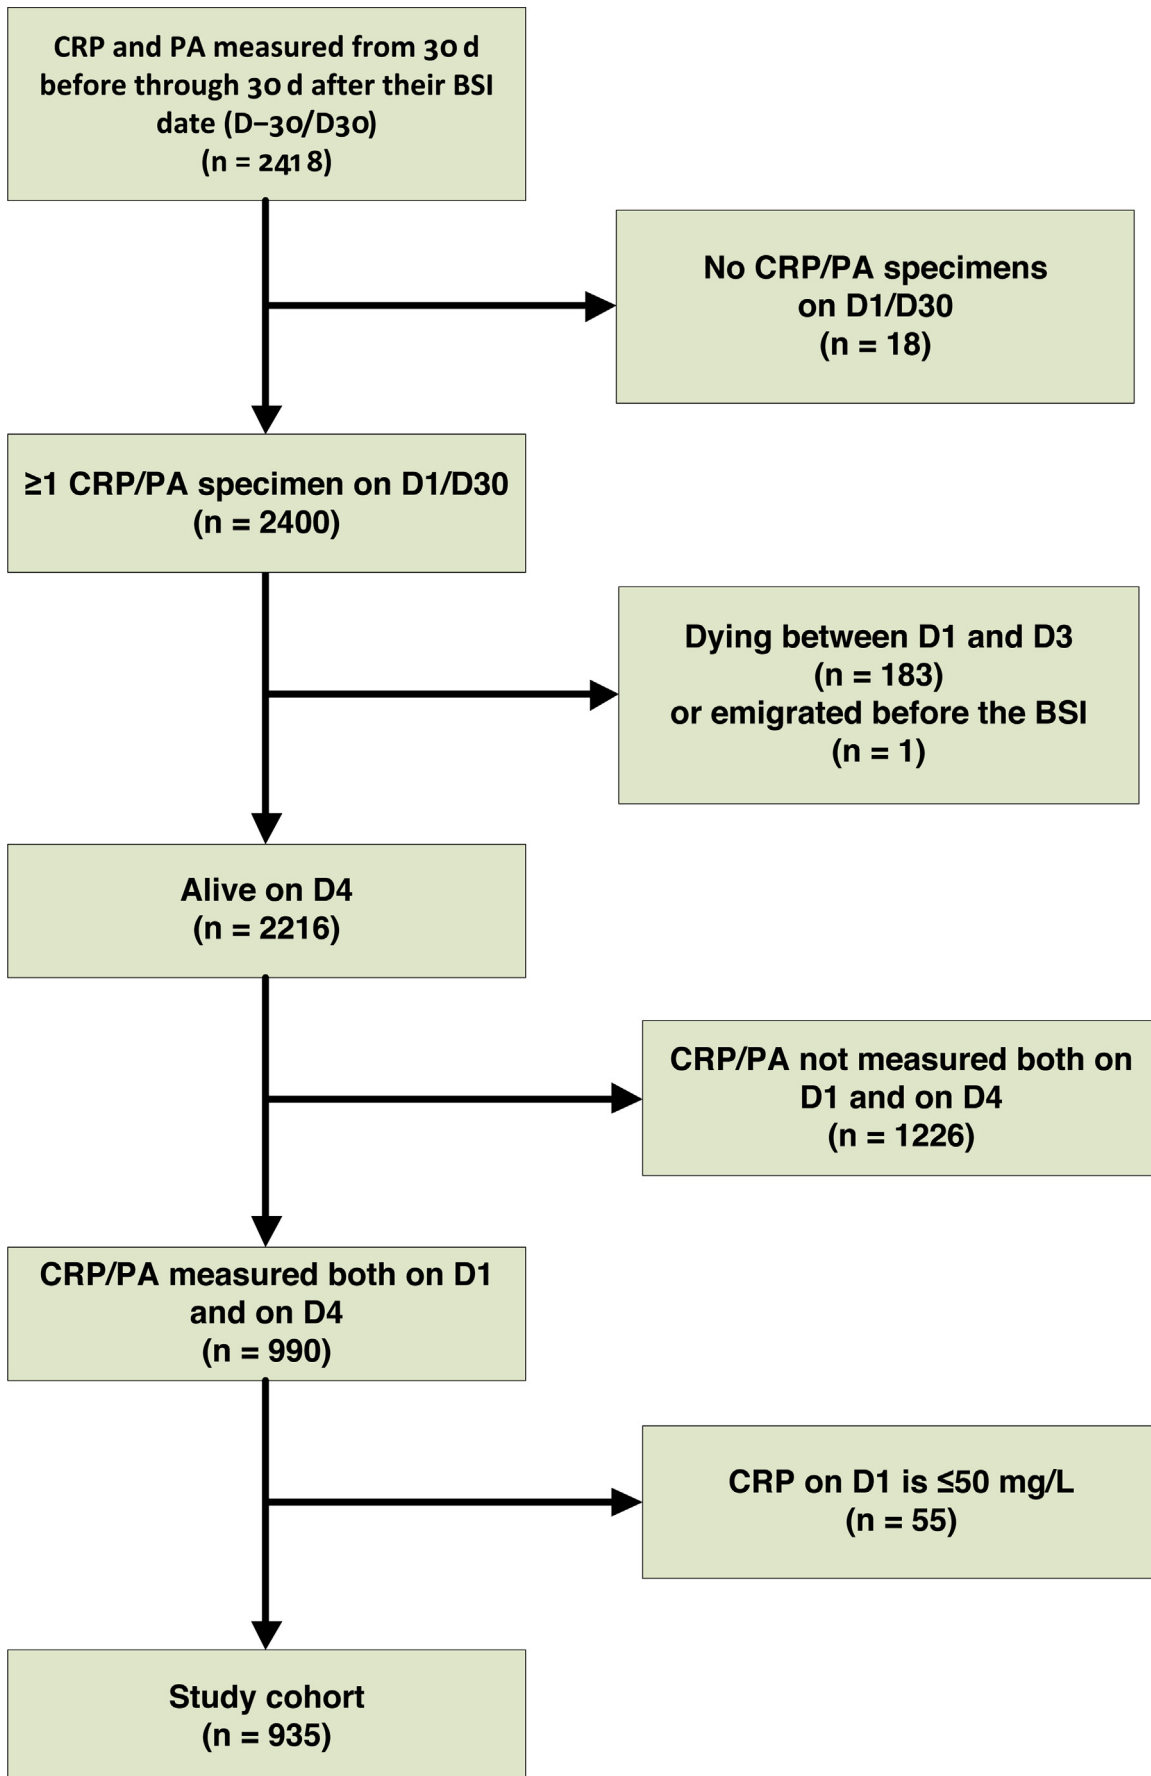 CRP and PA measured from 30 d
before through 30 d after their BSI
date (D−30/D30)
(n = 2418)
No CRP/PA specimens
on D1/D30
(n = 18)
≥1 CRP/PA specimen on D1/D30
(n = 2400)
Dying between D1 and D3
(n = 183)
or emigrated before the BSI
(n = 1)
Alive on D4
(n = 2216)
CRP/PA not measured both on
D1 and on D4
(n = 1226)
CRP/PA measured both on D1
and on D4
(n = 990)
CRP on D1 is ≤50 mg/L
(n = 55)
Study cohort
(n = 935)